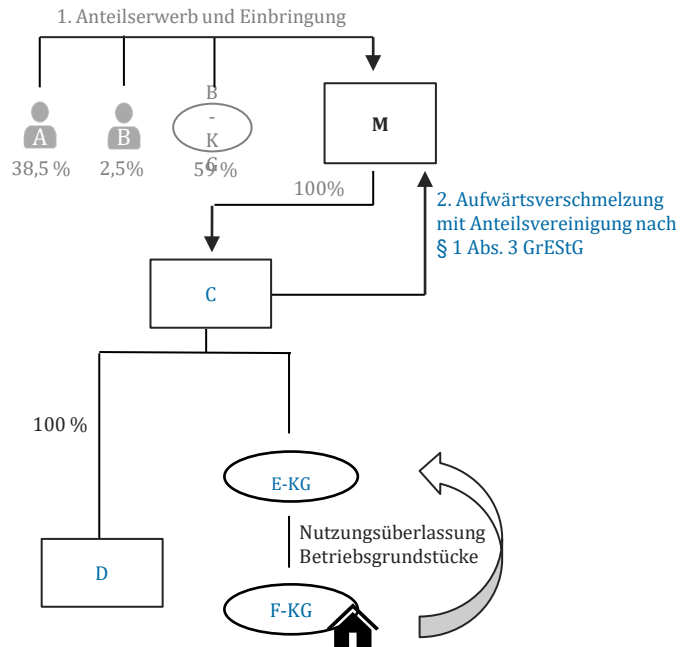 1. Anteilserwerb und Einbringung
B
-
K
G
A
B
M
38,5 %
2,5%
59 %
100%
2. Aufwärtsverschmelzung
mit Anteilsvereinigung nach
§ 1 Abs. 3 GrEStG
C
100 %
E-KG
Nutzungsüberlassung
Betriebsgrundstücke
D
F-KG